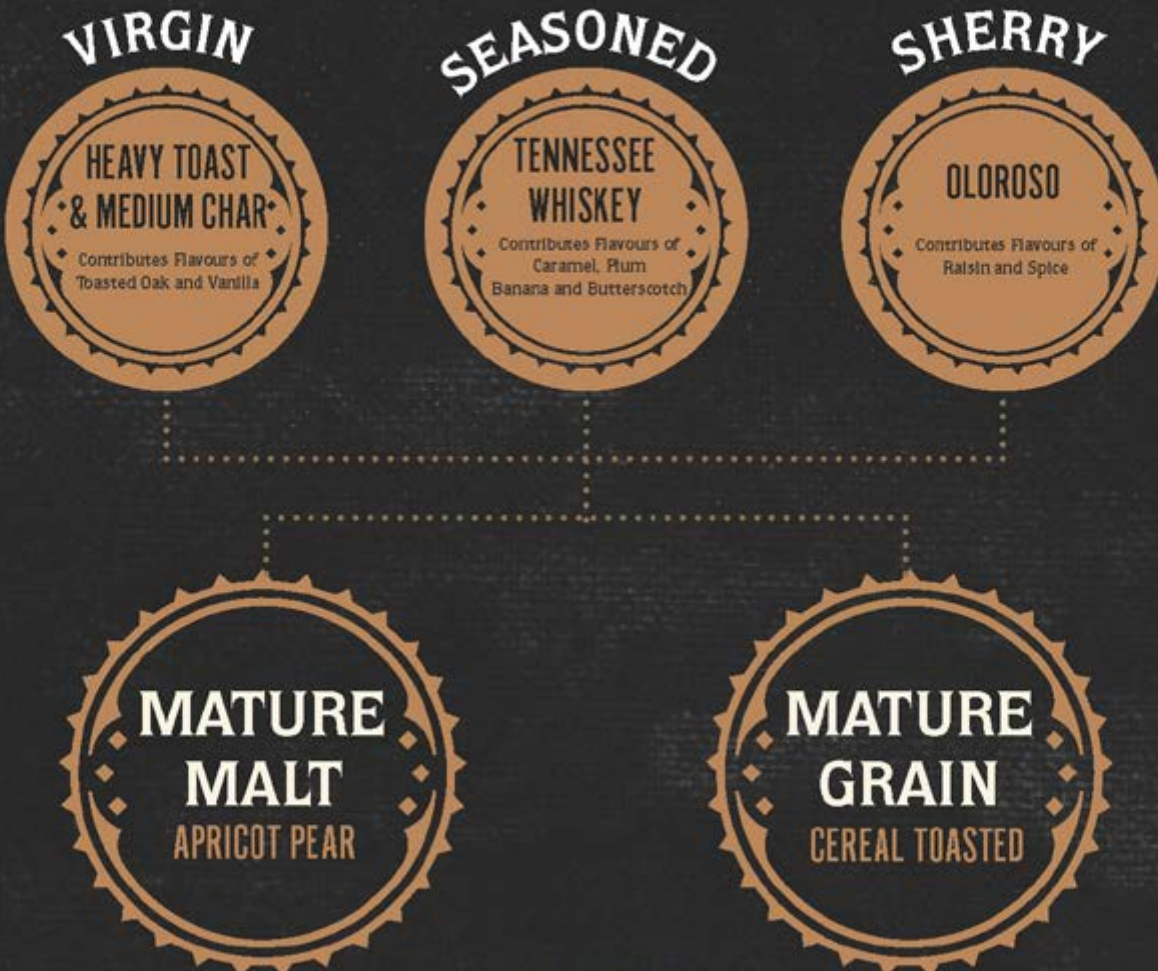 VIRGIN
HEAVY TOAST
& MEDIUM CHAR
Contributes Flavours of
Toasted Oak and Vanilla
SEASONED
TENNESSEE
WHISKEY
Contributes Flavours of
Caramel, Plum
Banana and Butterscotch
SHERRY
OLOROSO
Contributes Flavours of
Raisin and Spice
MATURE
MALT
APRICOT PEAR
MATURE
GRAIN
CEREAL TOASTED